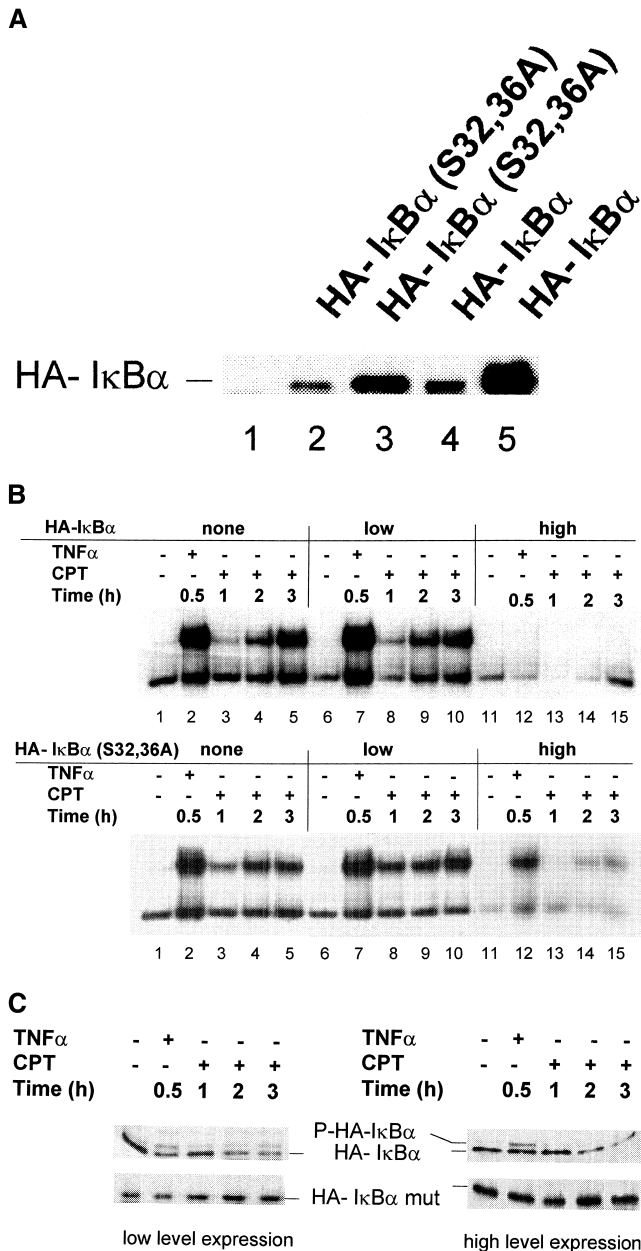 A
HA- IκBα (S32,36A)
HA- IκBα (S32,36A)
HA- IκBα
HA- IκBα
HA- IκBα —
1 2 3 4 5
B
HA-IκBα none low high
TNFα - + - - - - + - - - - + - - -
CPT - - + + + - - + + + - - + + +
Time (h) 0.5 1 2 3 0.5 1 2 3 0.5 1 2 3
1 2 3 4 5 6 7 8 9 10 11 12 13 14 15
HA- IκBα (S32,36A) none low high
TNFα - + - - - - + - - - - + - - -
CPT - - + + + - - + + + - - + + +
Time (h) 0.5 1 2 3 0.5 1 2 3 0.5 1 2 3
1 2 3 4 5 6 7 8 9 10 11 12 13 14 15
C
TNFα - + - - - TNFα - + - - -
CPT - - + + + CPT - - + + +
Time (h) 0.5 1 2 3 Time (h) 0.5 1 2 3
P-HA-IκBα
HA- IκBα
HA- IκBα mut
low level expression high level expression